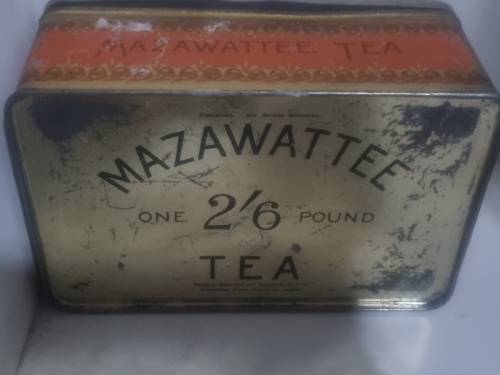 MAZAWATTEE TEA
MAZAWATTEE
ONE 2/6 POUND
TEA